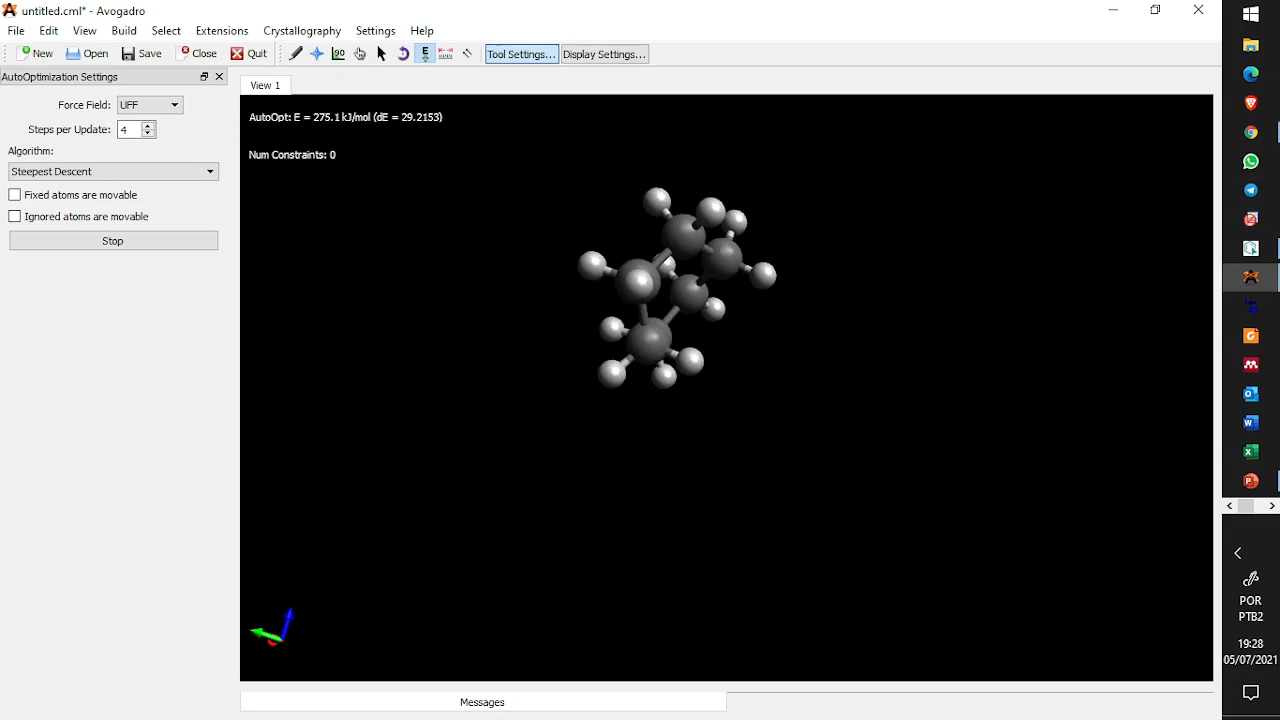 untitled.cml* - Avogadro
File Edit View Build Select Extensions Crystallography Settings Help
New Open Save Close Quit E Tool Settings... Display Settings...
AutoOptimization Settings
View 1
Force Field: UFF
Steps per Update: 4
Algorithm:
Steepest Descent
Fixed atoms are movable
Ignored atoms are movable
Stop
AutoOpt: E = 275.1 kJ/mol (dE = 29.2153)
Num Constraints: 0
Messages
POR
PTB2
19:28
05/07/2021